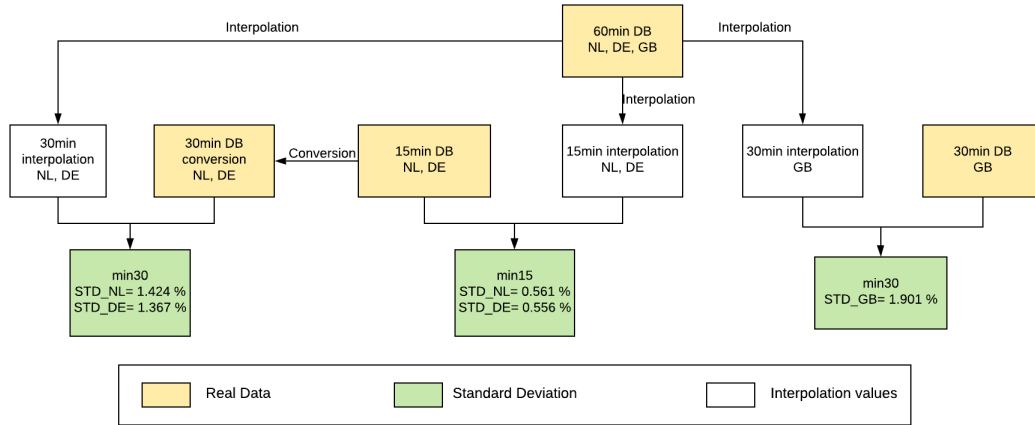 60min DB
NL, DE, GB
Interpolation
Interpolation
Interpolation
30min
interpolation
NL, DE
30min DB
conversion
NL, DE
Conversion
15min DB
NL, DE
15min interpolation
NL, DE
30min interpolation
GB
30min DB
GB
min30
STD_NL= 1.424 %
STD_DE= 1.367 %
min15
STD_NL= 0.561 %
STD_DE= 0.556 %
min30
STD_GB= 1.901 %
Real Data
Standard Deviation
Interpolation values